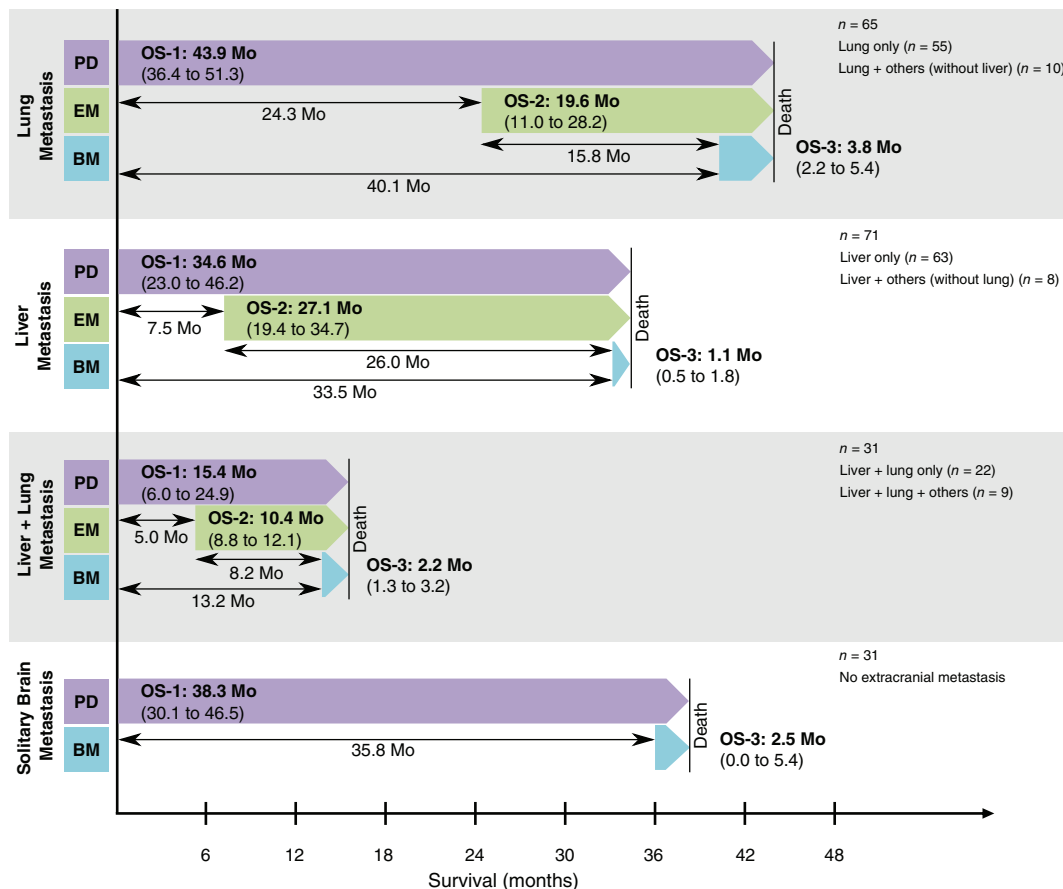 Lung
Metastasis
PD
EM
BM
OS-1: 43.9 Mo
(36.4 to 51.3)
24.3 Mo
OS-2: 19.6 Mo
(11.0 to 28.2)
15.8 Mo
40.1 Mo
Death
OS-3: 3.8 Mo
(2.2 to 5.4)
n = 65
Lung only (n = 55)
Lung + others (without liver) (n = 10)
Liver
Metastasis
PD
EM
BM
OS-1: 34.6 Mo
(23.0 to 46.2)
7.5 Mo
OS-2: 27.1 Mo
(19.4 to 34.7)
26.0 Mo
33.5 Mo
Death
OS-3: 1.1 Mo
(0.5 to 1.8)
n = 71
Liver only (n = 63)
Liver + others (without lung) (n = 8)
Liver + Lung
Metastasis
PD
EM
BM
OS-1: 15.4 Mo
(6.0 to 24.9)
5.0 Mo
OS-2: 10.4 Mo
(8.8 to 12.1)
8.2 Mo
13.2 Mo
Death
OS-3: 2.2 Mo
(1.3 to 3.2)
n = 31
Liver + lung only (n = 22)
Liver + lung + others (n = 9)
Solitary Brain
Metastasis
PD
BM
OS-1: 38.3 Mo
(30.1 to 46.5)
35.8 Mo
Death
OS-3: 2.5 Mo
(0.0 to 5.4)
n = 31
No extracranial metastasis
6 12 18 24 30 36 42 48
Survival (months)